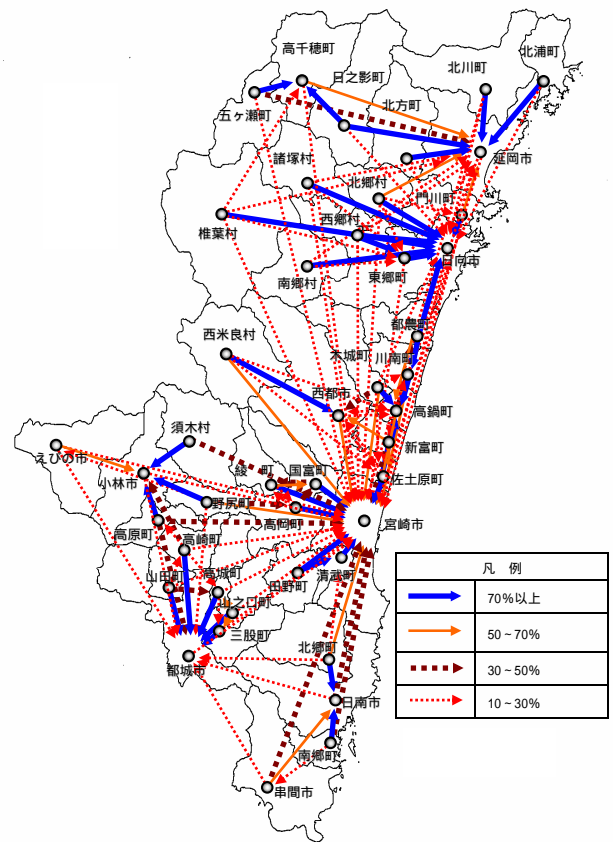 高千穂町
日之影町
北川町
北浦町
五ヶ瀬町
北方町
延岡市
諸塚村
北郷村
門川町
椎葉村
西郷村
日向市
南郷村
東郷町
都農町
西米良村
木城町
川南町
西都市
高鍋町
須木村
新富町
えびの市
小林市
綾　町
国富町
佐土原町
野尻町
高岡町
宮崎市
高原町
高崎町
山田町
高城町
田野町
清武町
山之口町
三股町
都城市
北郷町
日南市
南郷町
串間市
凡　例
70%以上
50～70%
30～50%
10～30%